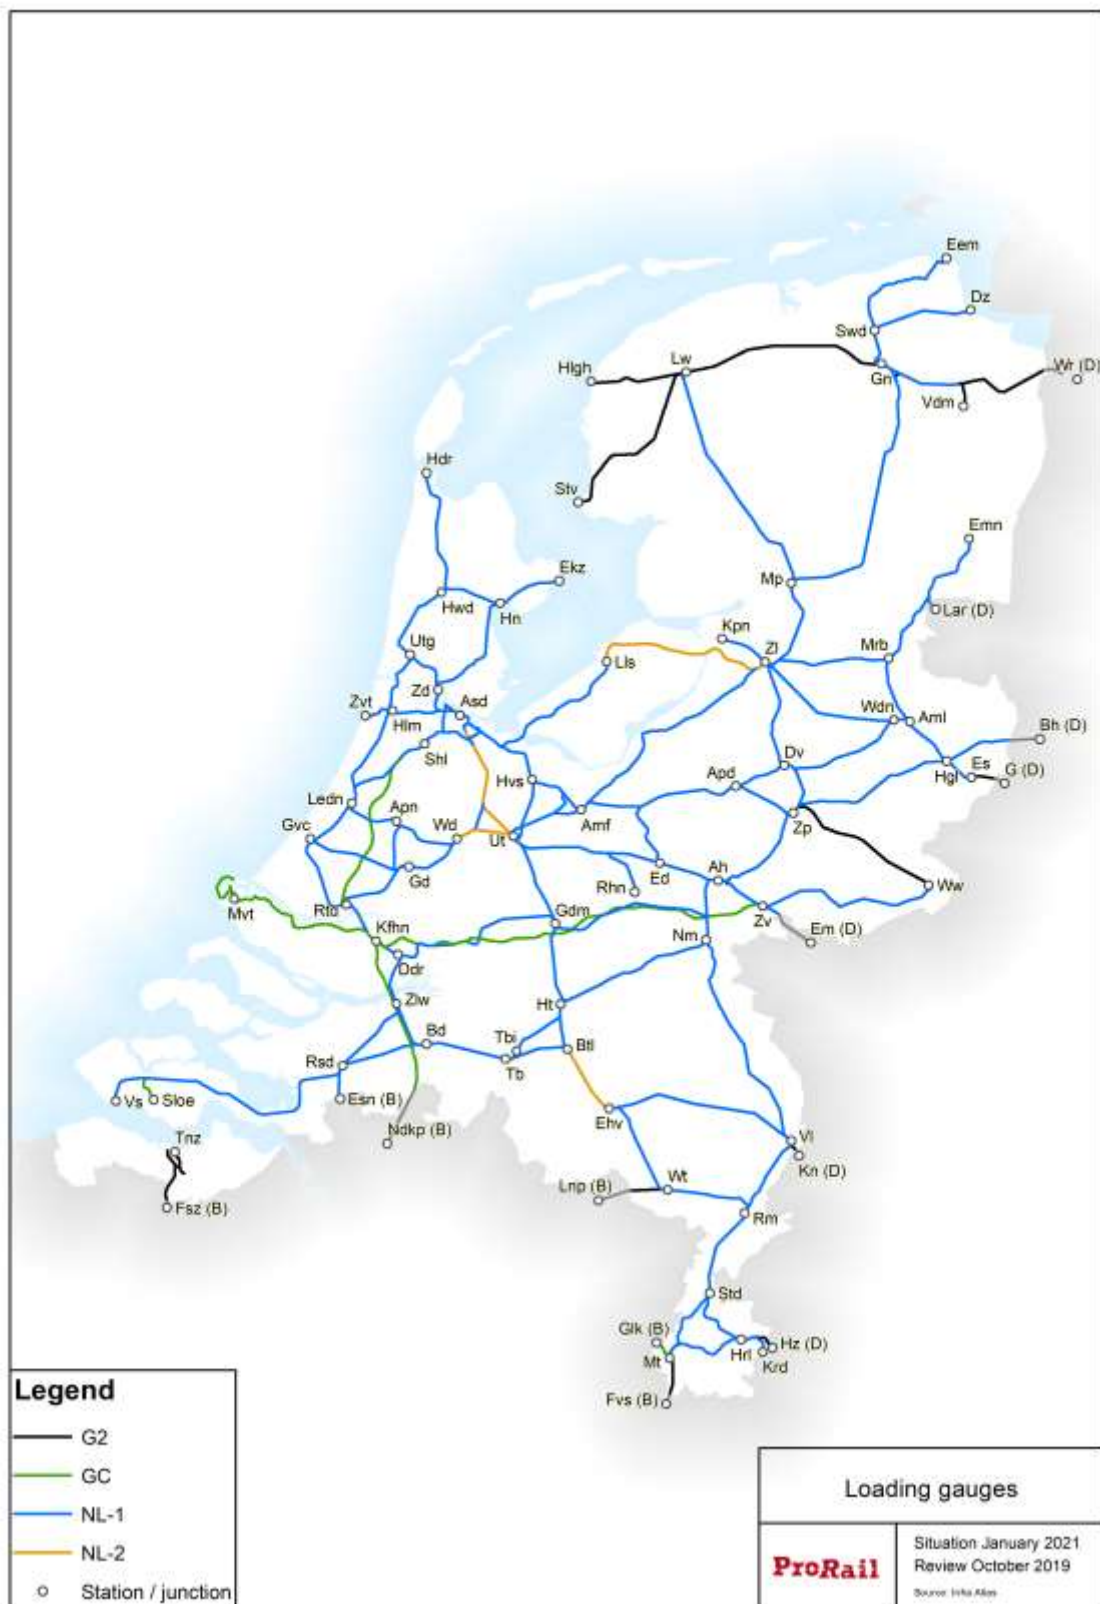 Eem
Dz
Swd
Lw
Hlgh
Gn
Wr (D)
Vdm
Hdr
Stv
Emn
Ekz
Mp
Hwd
Hn
Lar (D)
Kpn
Utg
Zl
Mrb
Lls
Zd
Asd
Zvt
Hlm
Wdn
Aml
Bh (D)
Shl
Dv
Es
G (D)
Hvs
Apd
Hgl
Ledn
Apn
Gvc
Wd
Ut
Amf
Zp
Gd
Ed
Ah
Rhn
Ww
Mvt
Rtd
Gdm
Zv
Kfhn
Nm
Em (D)
Ddr
Zlw
Ht
Bd
Tbi
Btl
Rsd
Tb
Vs
Sloe
Esn (B)
Ehv
Ndkp (B)
Tnz
Vl
Kn (D)
Lnp (B)
Wt
Fsz (B)
Rm
Std
Glk (B)
Hz (D)
Mt
Hrl
Krd
Fvs (B)
Legend
G2
GC
NL-1
NL-2
Station / junction
Loading gauges
ProRail
Situation January 2021
Review October 2019
Source: Infra Atlas